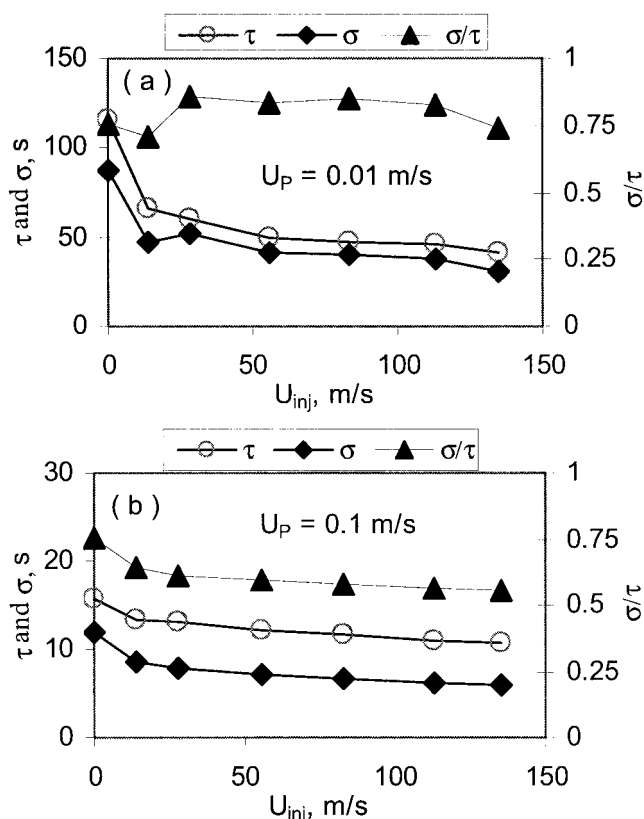 τ σ σ/τ
150 1
( a )
100 0.75
U_P = 0.01 m/s
0.5
50 0.25
0 0
τ and σ, s
σ/τ
0 50 100 150
U_inj, m/s
τ σ σ/τ
30 1
( b )
U_P = 0.1 m/s
20 0.75
0.5
10 0.25
0 0
τ and σ, s
σ/τ
0 50 100 150
U_inj, m/s